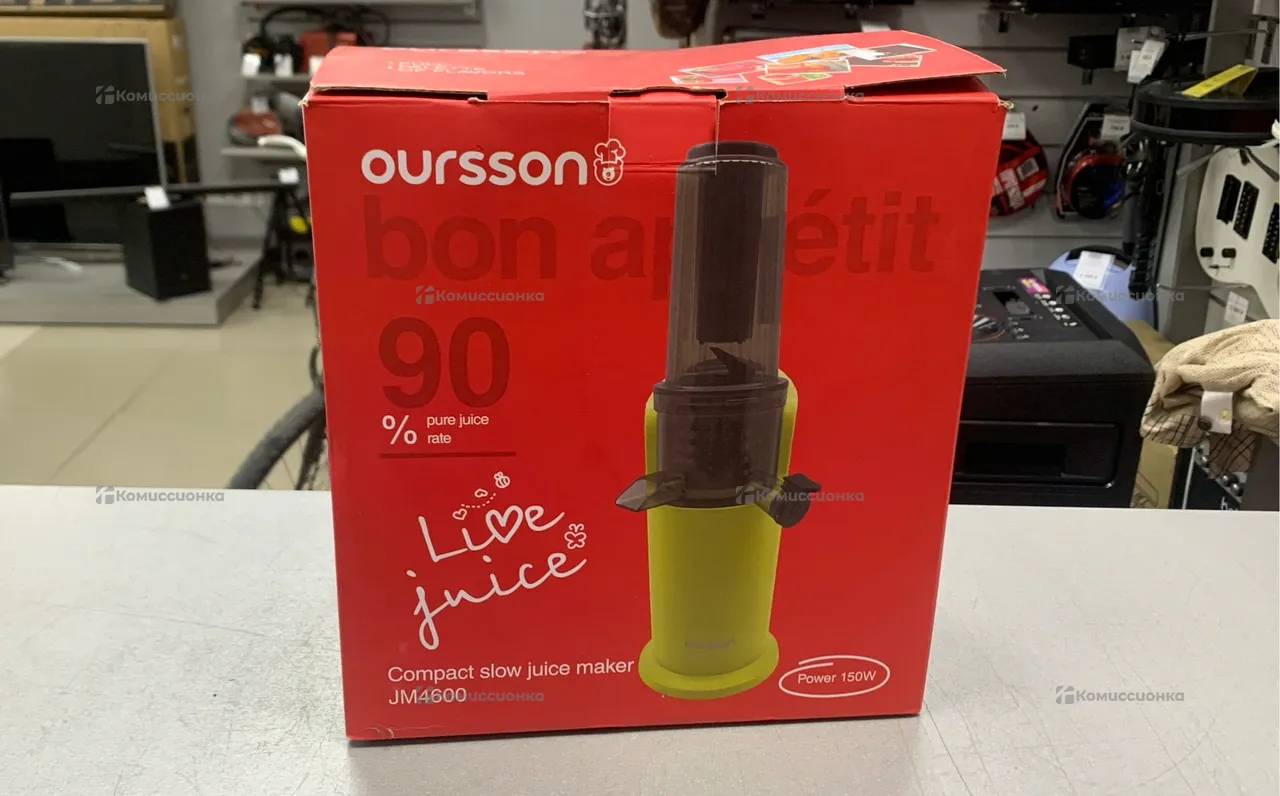 oursson
bon appétit
90
% pure juice
rate
Live
juice
Compact slow juice maker
JM4600
Power 150W
Комиссионка
Комиссионка
Комиссионка
Комиссионка
Комиссионка
Комиссионка
Комиссионка
Комиссионка